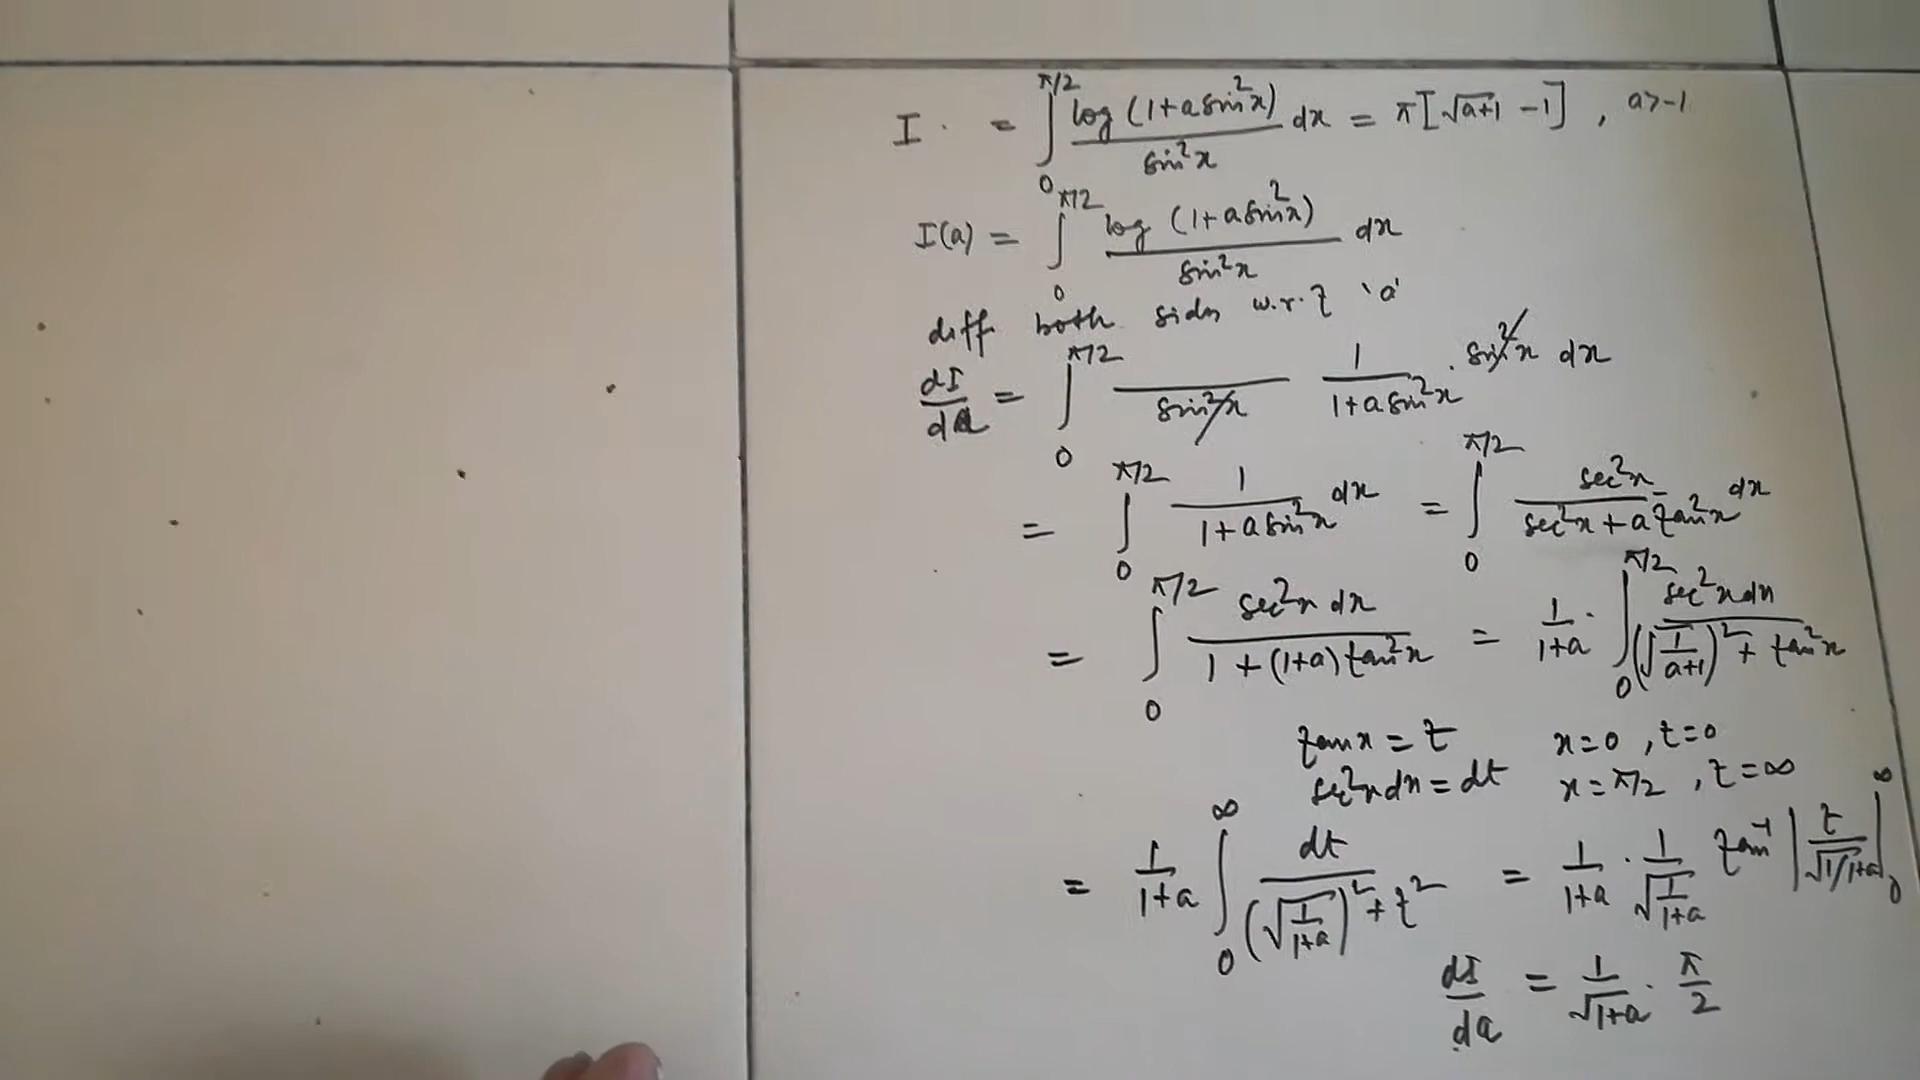 I = ∫₀^(π/2) log(1+a sin²x)/sin²x dx = π[√(a+1) -1] , a>-1
I(a) = ∫₀^(π/2) log(1+a sin²x)/sin²x dx
diff both sides w.r.t 'a'
dI/da = ∫₀^(π/2) 1/sin²x 1/(1+a sin²x) · sin²x dx
= ∫₀^(π/2) 1/(1+a sin²x) dx = ∫₀^(π/2) sec²x/(sec²x + a tan²x) dx
= ∫₀^(π/2) sec²x dx/(1+(1+a)tan²x) = 1/(1+a) · ∫₀^(π/2) sec²x dx/((√(1/(a+1)))² + tan²x)
tan x = t x=0 , t=0
sec²x dx = dt x=π/2 , t=∞
= 1/(1+a) ∫₀^∞ dt/((√(1/(1+a)))² + t²) = 1/(1+a) · 1/√(1/(1+a)) tan⁻¹ |t/√(1/1+a)|₀^∞
dI/da = 1/√(1+a) · π/2